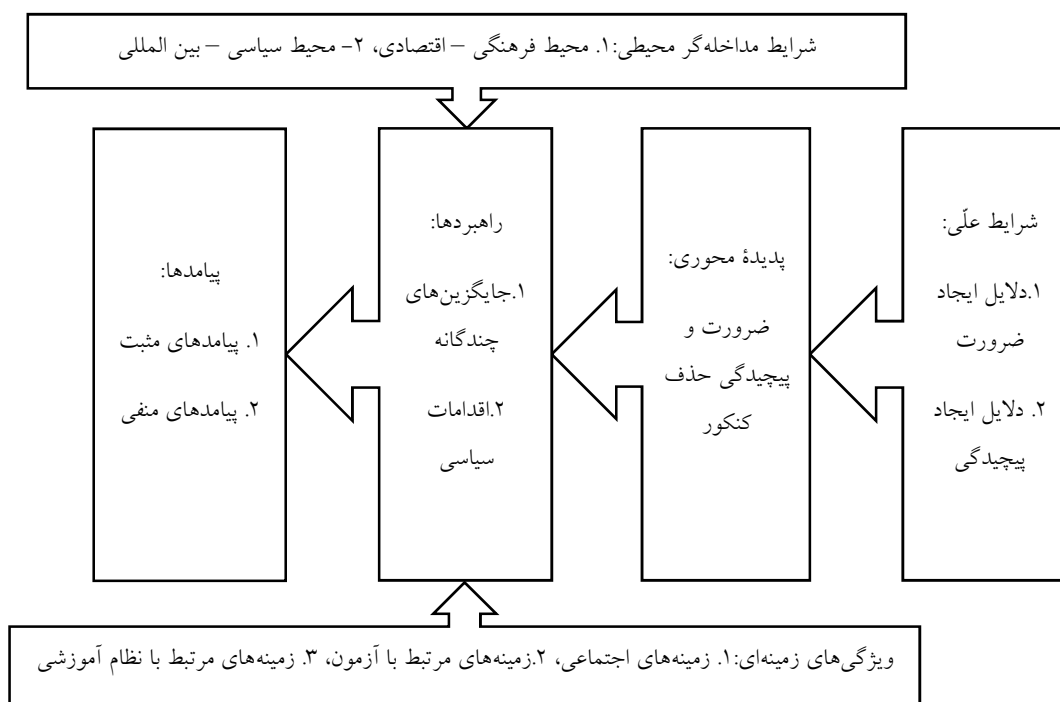 شرایط مداخله‌گر محیطی:۱. محیط فرهنگی – اقتصادی، ۲- محیط سیاسی – بین المللی
شرایط علّی:
۱.دلایل ایجاد
ضرورت
۲. دلایل ایجاد
پیچیدگی
پدیدۀ محوری:
ضرورت و
پیچیدگی حذف
کنکور
راهبردها:
۱.جایگزین‌های
چندگانه
۲.اقدامات
سیاسی
پیامدها:
۱. پیامدهای مثبت
۲. پیامدهای منفی
ویژگی‌های زمینه‌ای:۱. زمینه‌های اجتماعی، ۲.زمینه‌های مرتبط با آزمون، ۳. زمینه‌های مرتبط با نظام آموزشی